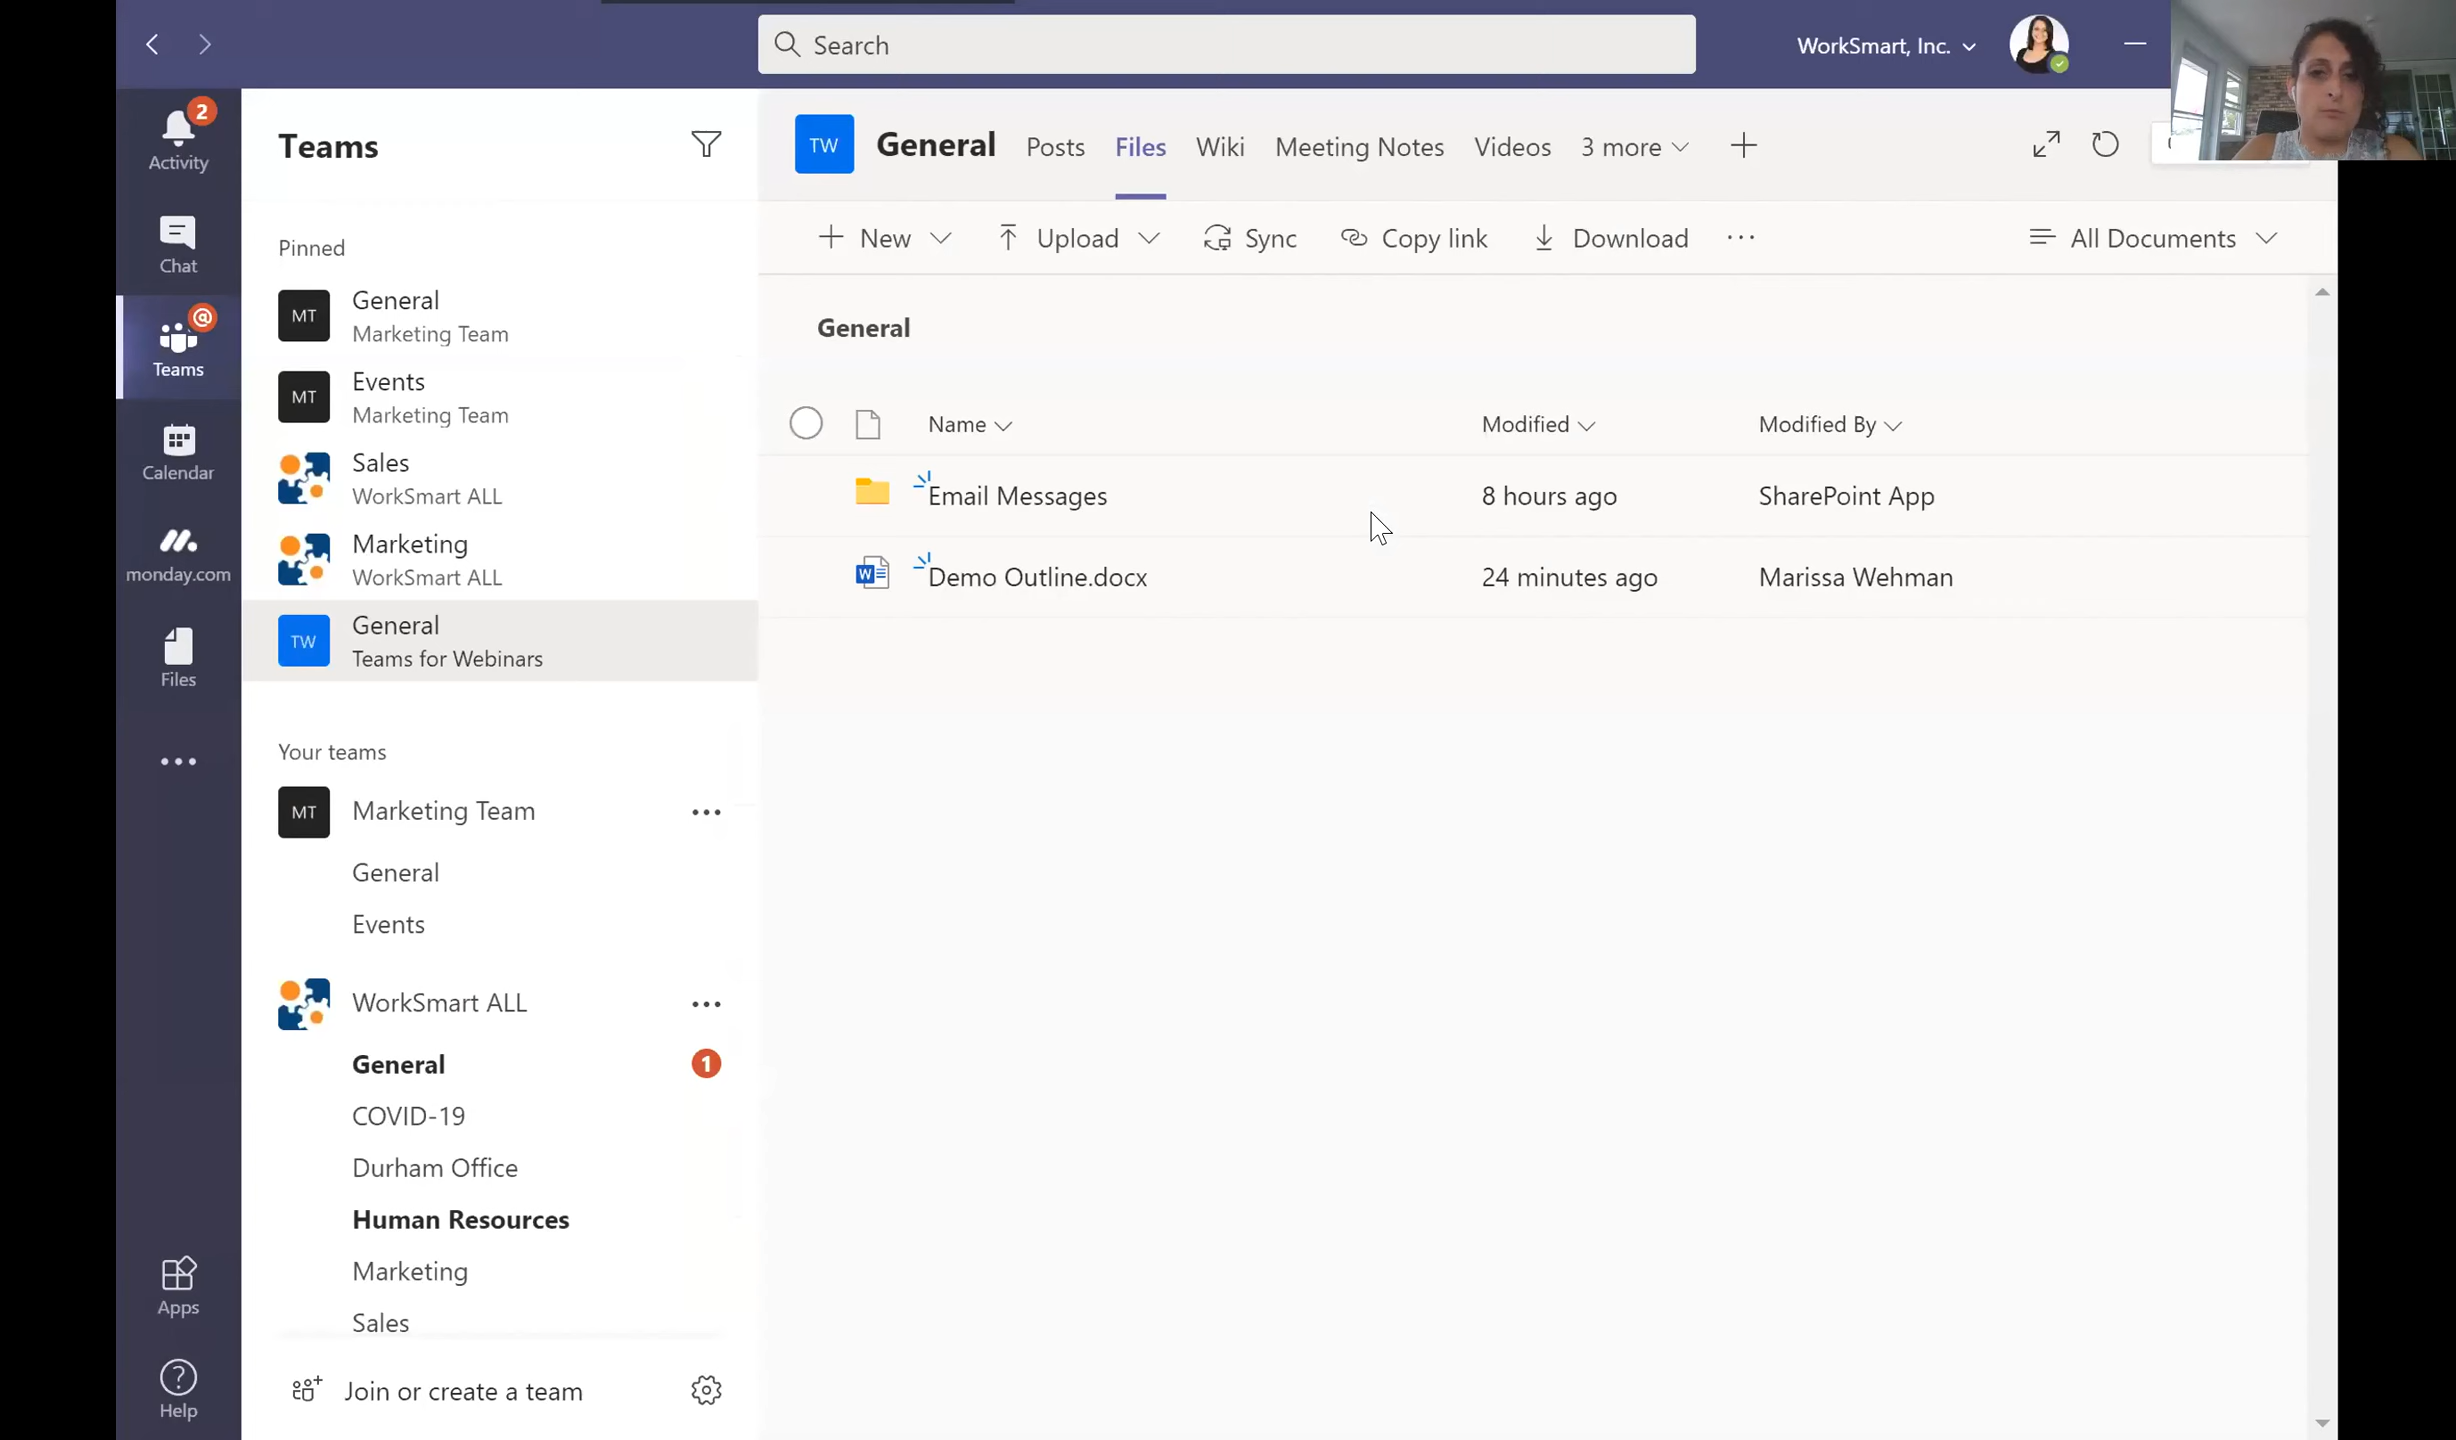 Search
WorkSmart, Inc.
2
Activity
Chat
@
Teams
Calendar
monday.com
Files
Apps
Help
Teams
Pinned
MT
General
Marketing Team
MT
Events
Marketing Team
Sales
WorkSmart ALL
Marketing
WorkSmart ALL
TW
General
Teams for Webinars
Your teams
MT
Marketing Team
General
Events
WorkSmart ALL
General
1
COVID-19
Durham Office
Human Resources
Marketing
Sales
Join or create a team
TW
General
Posts
Files
Wiki
Meeting Notes
Videos
3 more
New
Upload
Sync
Copy link
Download
All Documents
General
Name
Modified
Modified By
Email Messages
8 hours ago
SharePoint App
W
Demo Outline.docx
24 minutes ago
Marissa Wehman